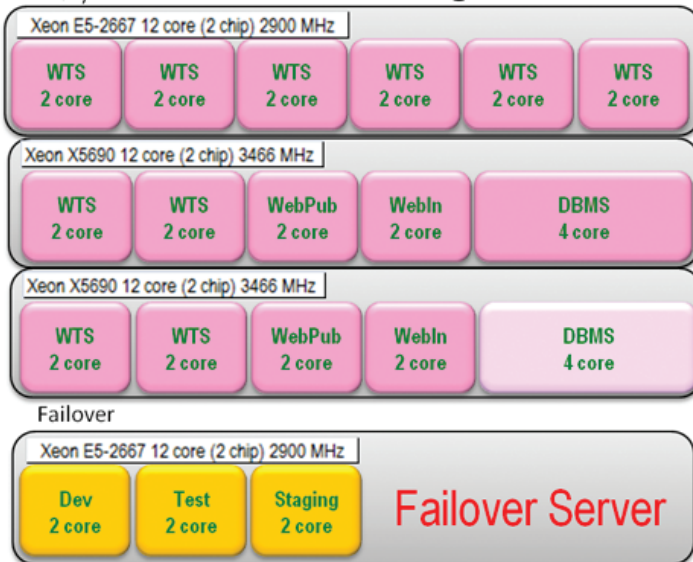 Xeon E5-2667 12 core (2 chip) 2900 MHz
WTS WTS WTS WTS WTS WTS
2 core 2 core 2 core 2 core 2 core 2 core
Xeon X5690 12 core (2 chip) 3466 MHz
WTS WTS WebPub WebIn DBMS
2 core 2 core 2 core 2 core 4 core
Xeon X5690 12 core (2 chip) 3466 MHz
WTS WTS WebPub WebIn DBMS
2 core 2 core 2 core 2 core 4 core
Failover
Xeon E5-2667 12 core (2 chip) 2900 MHz
Dev Test Staging Failover Server
2 core 2 core 2 core